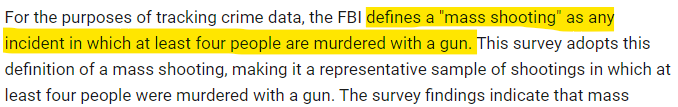 For the purposes of tracking crime data, the FBI defines a "mass shooting" as any
incident in which at least four people are murdered with a gun. This survey adopts this
definition of a mass shooting, making it a representative sample of shootings in which at
least four people were murdered with a gun. The survey findings indicate that mass